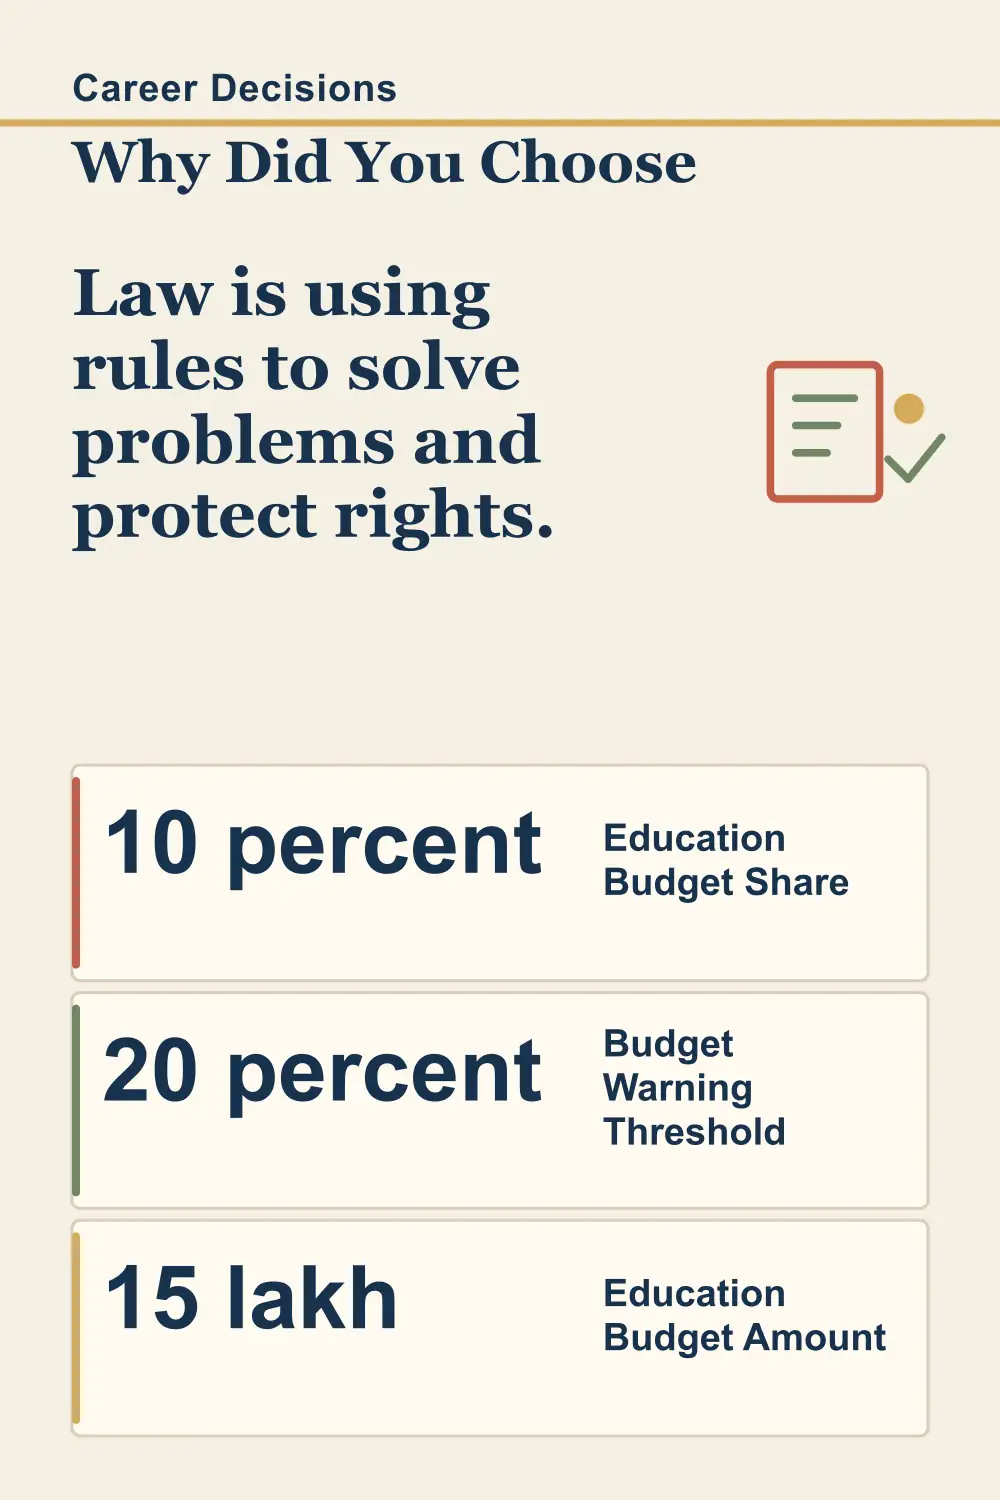 Career Decisions
Why Did You Choose
Law is using
rules to solve
problems and
protect rights.
10 percent
Education
Budget Share
20 percent
Budget
Warning
Threshold
15 lakh
Education
Budget Amount